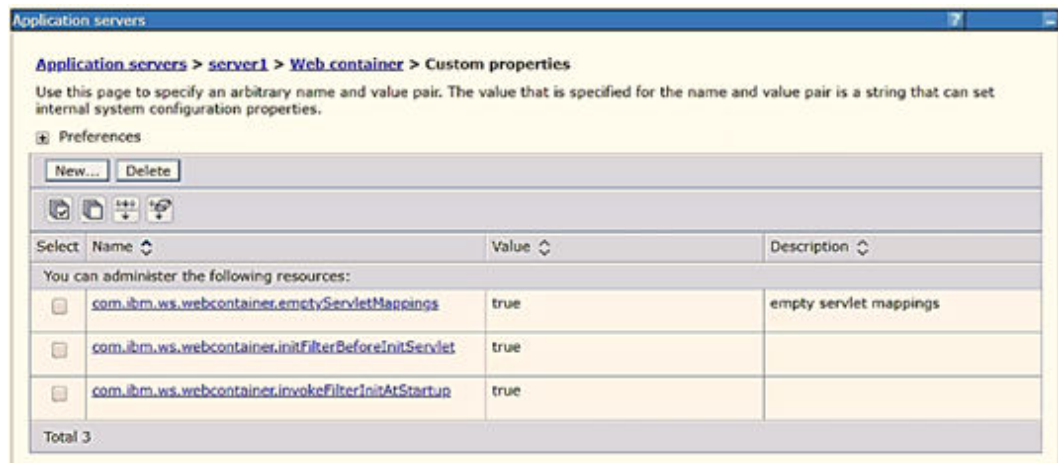 Application servers ?
Application servers > server1 > Web container > Custom properties
Use this page to specify an arbitrary name and value pair. The value that is specified for the name and value pair is a string that can set
internal system configuration properties.
Preferences
New... Delete
Select Name Value Description
You can administer the following resources:
com.ibm.ws.webcontainer.emptyServletMappings true empty servlet mappings
com.ibm.ws.webcontainer.initFilterBeforeInitServlet true
com.ibm.ws.webcontainer.invokeFilterInitAtStartup true
Total 3